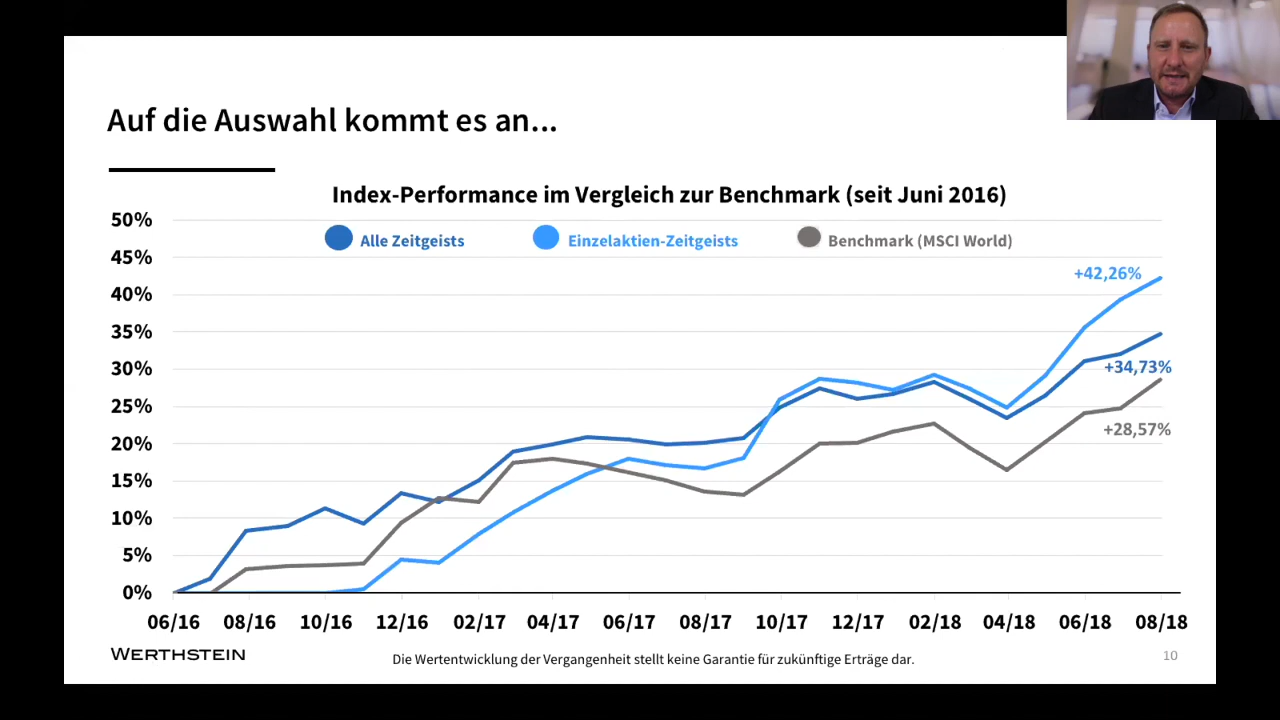 Auf die Auswahl kommt es an...
Index-Performance im Vergleich zur Benchmark (seit Juni 2016)
50%
Alle Zeitgeists Einzelaktien-Zeitgeists Benchmark (MSCI World)
45%
+42,26%
40%
35%
30%
+34,73%
25%
+28,57%
20%
15%
10%
5%
0%
06/16 08/16 10/16 12/16 02/17 04/17 06/17 08/17 10/17 12/17 02/18 04/18 06/18 08/18
WERTHSTEIN Die Wertentwicklung der Vergangenheit stellt keine Garantie für zukünftige Erträge dar. 10